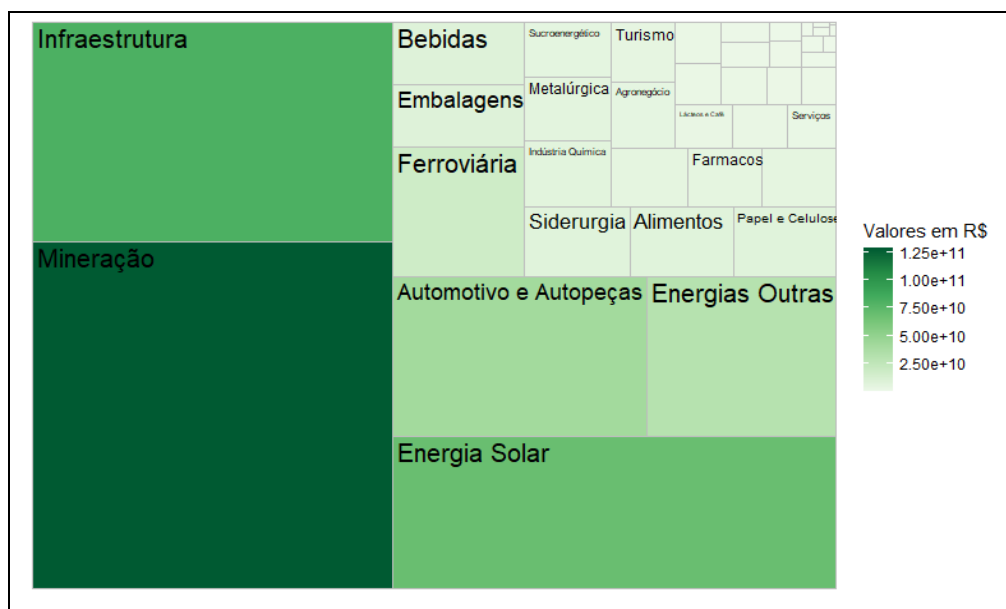 Infraestrutura
Mineração
Bebidas
Embalagens
Ferroviária
Sucroenergético
Metalúrgica
Indústria Química
Turismo
Agronegócio
Lácineos e Café
Serviços
Farmacos
Siderurgia
Alimentos
Papel e Celulose
Automotivo e Autopeças
Energias Outras
Energia Solar
Valores em R$
1.25e+11
1.00e+11
7.50e+10
5.00e+10
2.50e+10